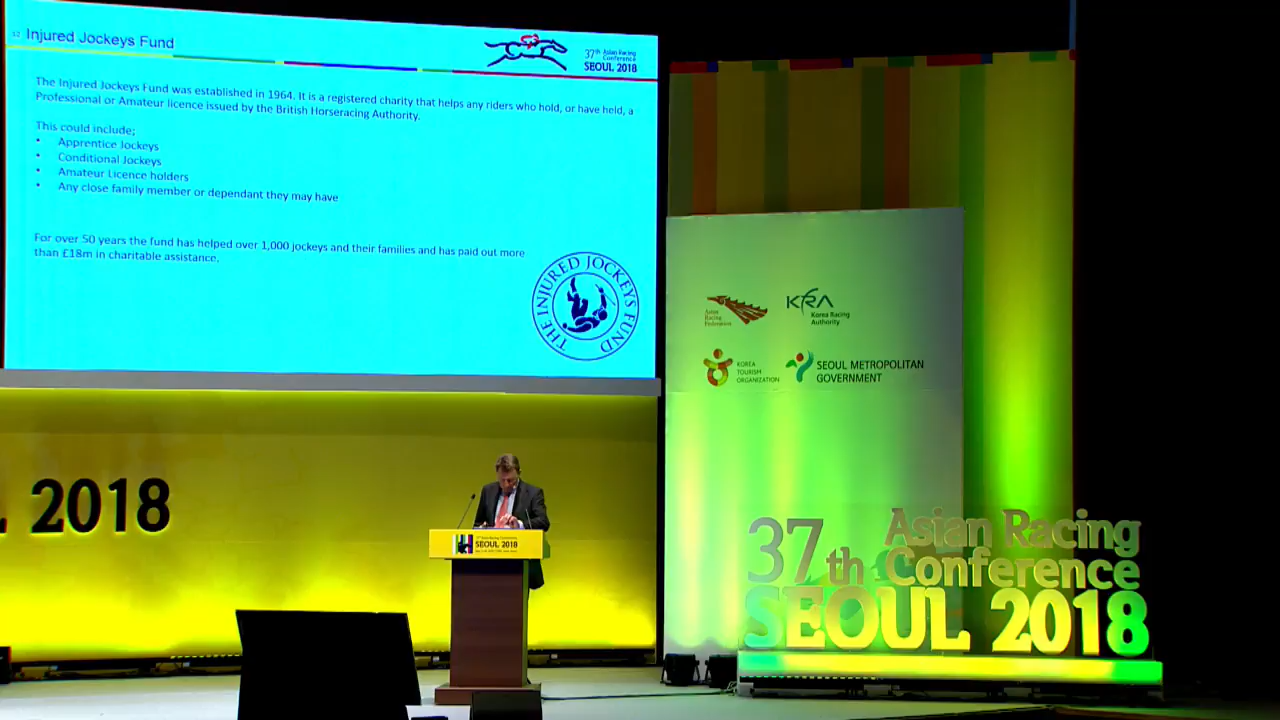 12 Injured Jockeys Fund
37th Asian Racing
Conference
SEOUL 2018
The Injured Jockeys Fund was established in 1964. It is a registered charity that helps any riders who hold, or have held, a
Professional or Amateur licence issued by the British Horseracing Authority.
This could include;
• Apprentice Jockeys
• Conditional Jockeys
• Amateur Licence holders
• Any close family member or dependant they may have
For over 50 years the fund has helped over 1,000 jockeys and their families and has paid out more
than £18m in charitable assistance.
THE INJURED JOCKEYS FUND
Asian
Racing
Federation
KRA
Korea Racing
Authority
KOREA
TOURISM
ORGANIZATION
SEOUL METROPOLITAN
GOVERNMENT
2018
SEOUL 2018
37th Asian Racing
Conference
SEOUL 2018